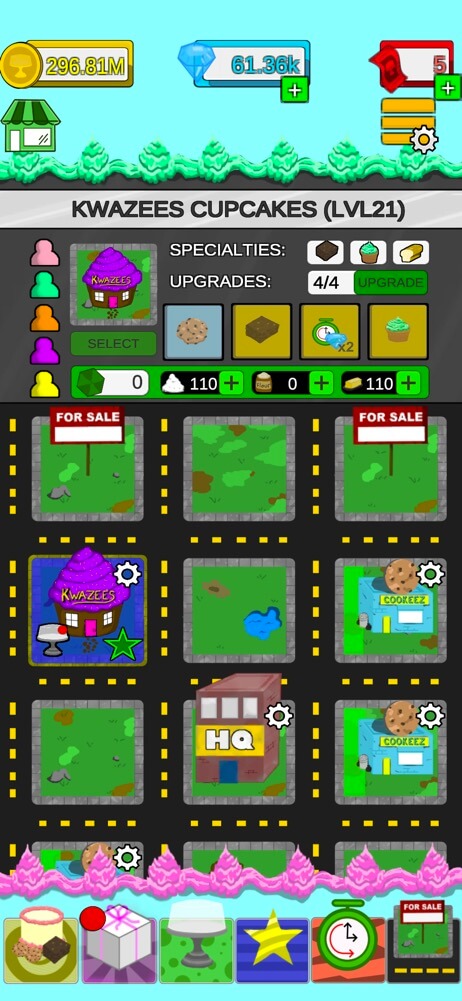 296.81M 61.36k 5
KWAZEES CUPCAKES (LVL21)
SPECIALTIES:
KWAZEES
UPGRADES: 4/4 UPGRADE
SELECT
x2
0 110 0 110
FOR SALE FOR SALE
KWAZEES
COOKEEZ
HQ
COOKEEZ
FOR SALE